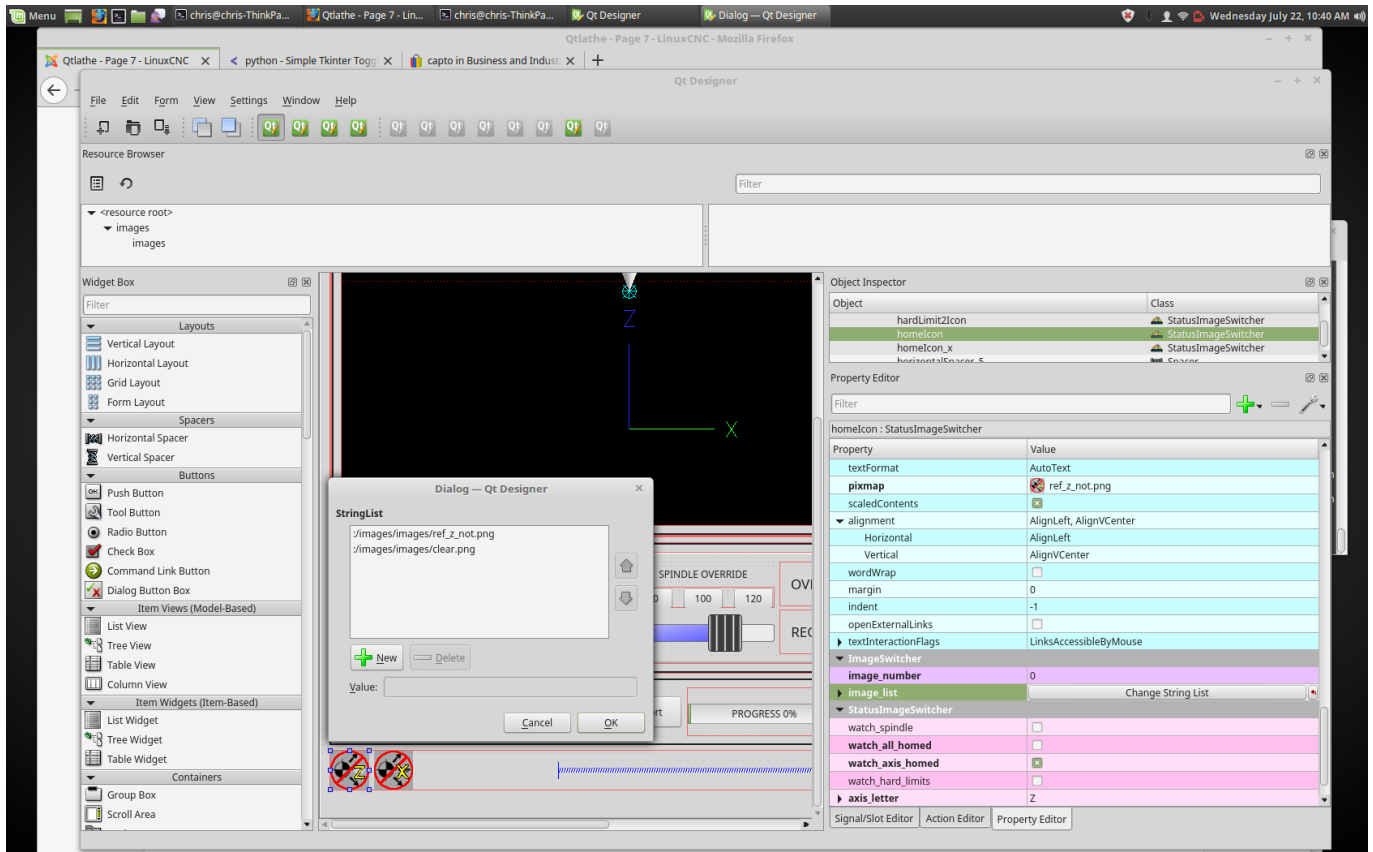 Menu
chris@chris-ThinkPa...
Qtlathe - Page 7 - Lin...
chris@chris-ThinkPa...
Qt Designer
Dialog — Qt Designer
Wednesday July 22, 10:40 AM
Qtlathe - Page 7 - LinuxCNC - Mozilla Firefox
Qtlathe - Page 7 - LinuxCNC
python - Simple Tkinter Togg
capto in Business and Indust
Qt Designer
File Edit Form View Settings Window Help
Resource Browser
Filter
<resource root>
images
images
Widget Box
Filter
Layouts
Vertical Layout
Horizontal Layout
Grid Layout
Form Layout
Spacers
Horizontal Spacer
Vertical Spacer
Buttons
Push Button
Tool Button
Radio Button
Check Box
Command Link Button
Dialog Button Box
Item Views (Model-Based)
List View
Tree View
Table View
Column View
Item Widgets (Item-Based)
List Widget
Tree Widget
Table Widget
Containers
Group Box
Scroll Area
Z
X
Dialog — Qt Designer
StringList
:/images/images/ref_z_not.png
:/images/images/clear.png
New
Delete
Value:
Cancel
OK
SPINDLE OVERRIDE
0 100 120
OV
REC
rt
PROGRESS 0%
Z
X
Object Inspector
Object Class
hardLimit2Icon StatusImageSwitcher
homeIcon StatusImageSwitcher
homeIcon_x StatusImageSwitcher
horizontalSpacer_5 Spacer
Property Editor
Filter
homeIcon : StatusImageSwitcher
Property Value
textFormat AutoText
pixmap ref_z_not.png
scaledContents
alignment AlignLeft, AlignVCenter
Horizontal AlignLeft
Vertical AlignVCenter
wordWrap
margin 0
indent -1
openExternalLinks
textInteractionFlags LinksAccessibleByMouse
ImageSwitcher
image_number 0
image_list Change String List
StatusImageSwitcher
watch_spindle
watch_all_homed
watch_axis_homed
watch_hard_limits
axis_letter Z
Signal/Slot Editor Action Editor Property Editor